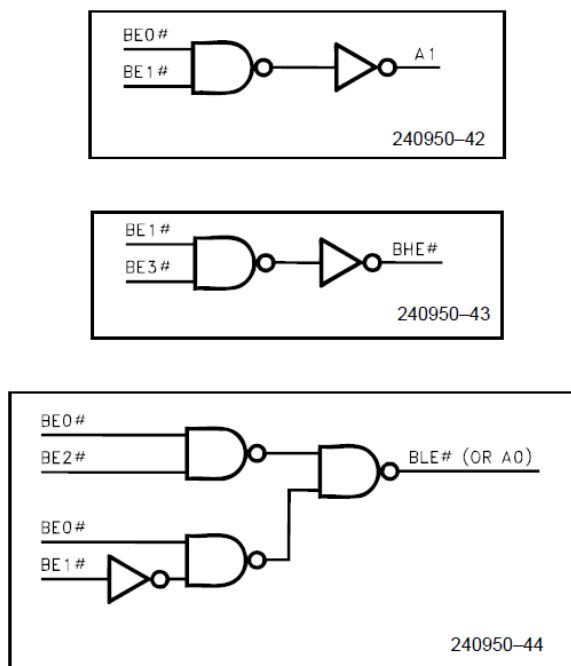 BE0#
BE1#
A1
240950–42
BE1#
BE3#
BHE#
240950–43
BE0#
BE2#
BLE# (OR A0)
BE0#
BE1#
240950–44